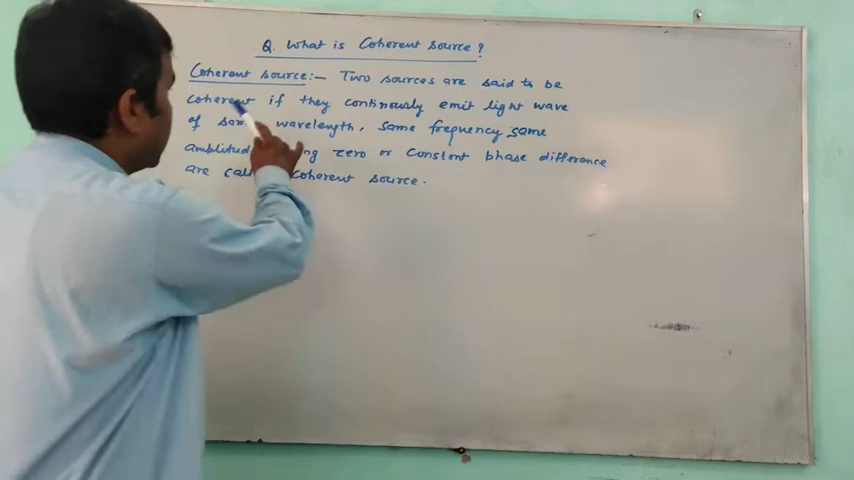 Q. What is Coherent source?
Coherent source:- Two sources are said to be
coherent if they continuously emit light wave
of wavelength, same frequency same
zero or constant phase difference
are coherent source.